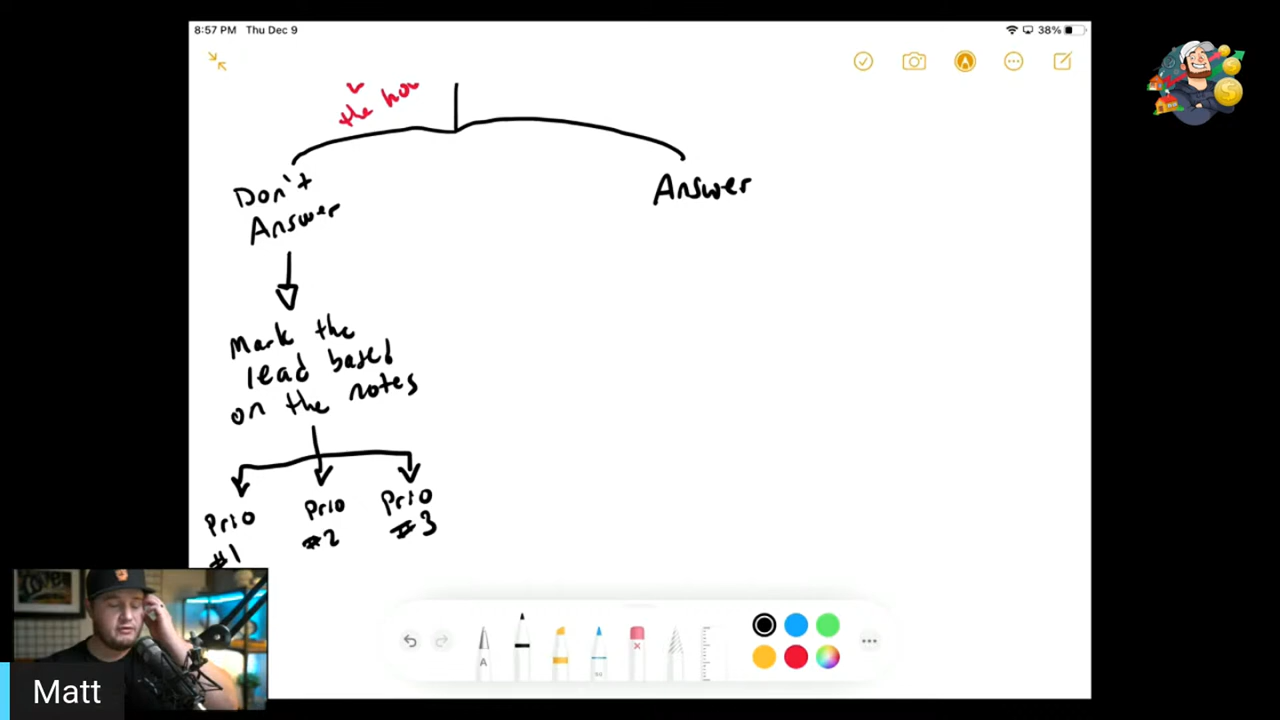 8:57 PM Thu Dec 9
38%
the
Don't
Answer
Answer
Mark the
lead based
on the notes
Prio
#1
Prio
#2
Prio
#3
A
Matt